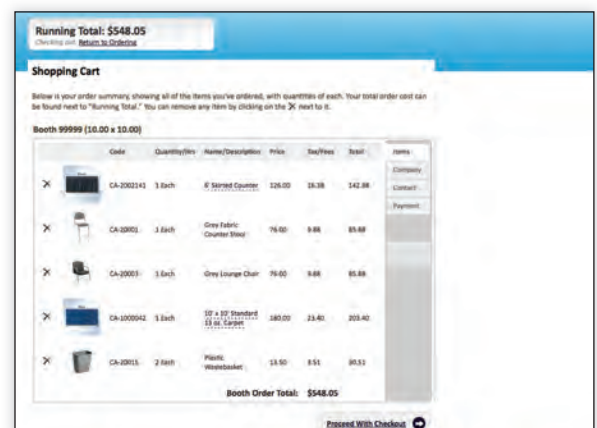 Running Total: $548.05
Checking out. Return to Ordering
Shopping Cart
Below is your order summary, showing all of the items you've ordered, with quantities of each. Your total order cost can
be found next to "Running Total." You can remove any item by clicking on the X next to it.
Booth 99999 (10.00 x 10.00)
Code Quantity/Hrs Name/Description Price Tax/Fees Total
Items
Company
Contact
Payment
CA-2002141 1 Each 6' Skirted Counter 126.00 16.38 142.38
CA-20001 1 Each Grey Fabric
Counter Stool 76.00 9.88 85.88
CA-20003 1 Each Grey Lounge Chair 76.00 9.88 85.88
CA-1000042 1 Each 10' x 10' Standard
13 oz. Carpet 180.00 23.40 203.40
CA-20015 2 Each Plastic
Wastebasket 13.50 3.51 30.51
Booth Order Total: $548.05
Proceed With Checkout